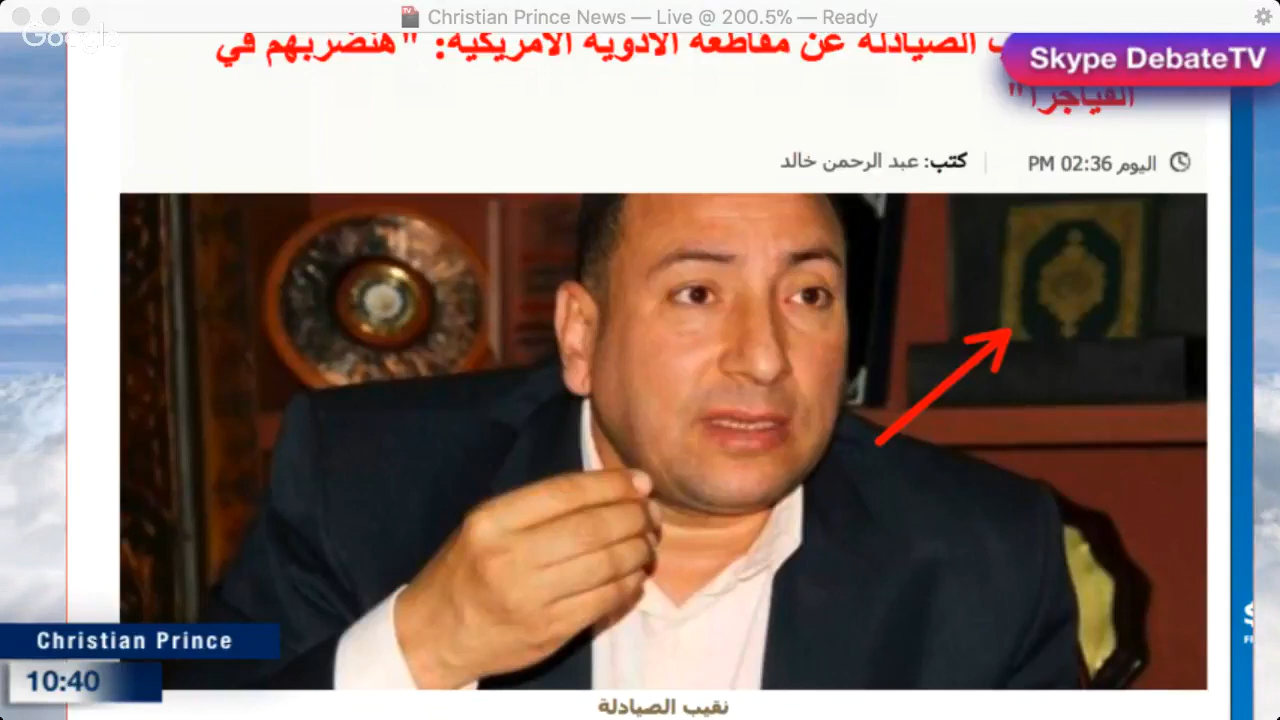 Christian Prince News — Live @ 200.5% — Ready
Google
الصيادلة عن مقاطعة الأدوية الأمريكية: "هنضربهم في
الفياجرا"
Skype DebateTV
اليوم 02:36 PM
كتب: عبد الرحمن خالد
Christian Prince
10:40
نقيب الصيادلة